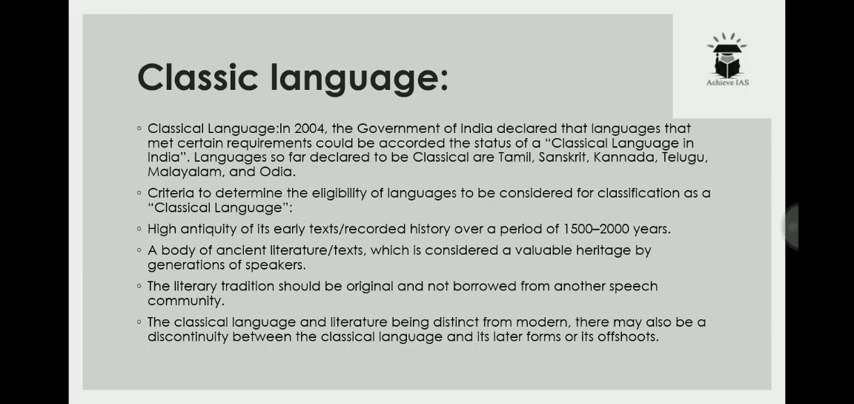 Classic language:
Achieve IAS
◦ Classical Language:In 2004, the Government of India declared that languages that
met certain requirements could be accorded the status of a “Classical Language in
India”. Languages so far declared to be Classical are Tamil, Sanskrit, Kannada, Telugu,
Malayalam, and Odia.
◦ Criteria to determine the eligibility of languages to be considered for classification as a
“Classical Language”:
◦ High antiquity of its early texts/recorded history over a period of 1500–2000 years.
◦ A body of ancient literature/texts, which is considered a valuable heritage by
generations of speakers.
◦ The literary tradition should be original and not borrowed from another speech
community.
◦ The classical language and literature being distinct from modern, there may also be a
discontinuity between the classical language and its later forms or its offshoots.